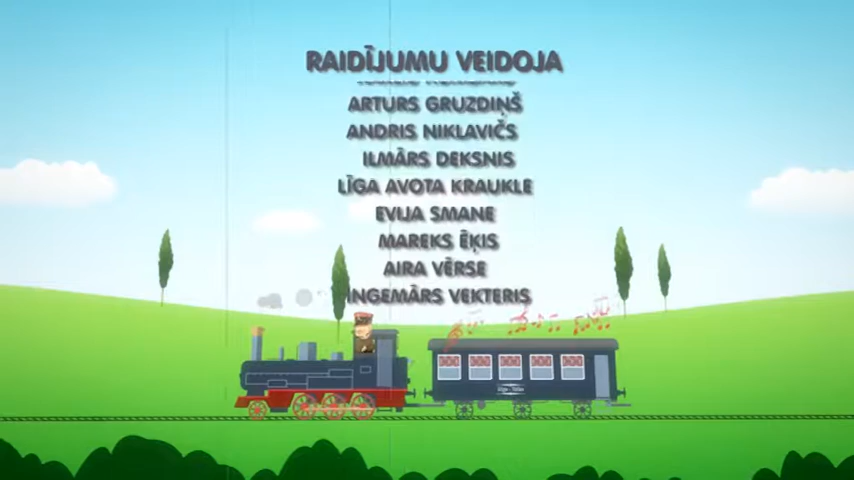 RAIDĪJUMU VEIDOJA
ARTURS GRUZDIŅŠ
ANDRIS NIKLAVIČS
ILMĀRS DEKSNIS
LĪGA AVOTA KRAUKLE
EVIJA SMANE
MAREKS ĒĶIS
AIRA VĒRSE
INGEMĀRS VEKTERIS